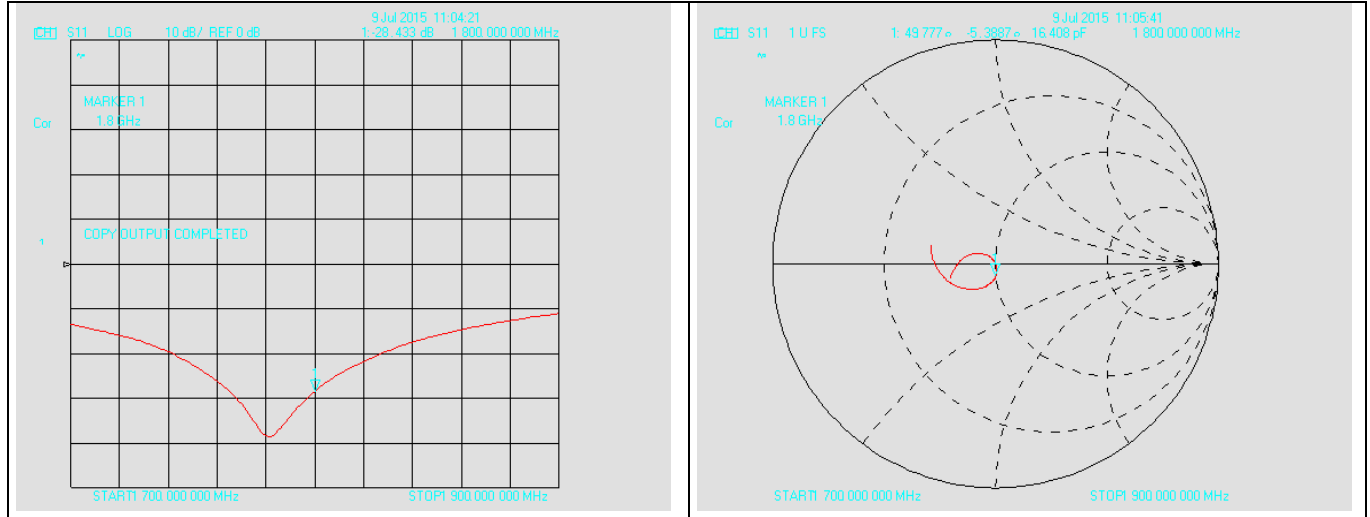 9 Jul 2015 11:04:21
CH1 S11 LOG 10 dB/ REF 0 dB 1:-28.433 dB 1 800.000 000 MHz
MARKER 1
1.8 GHz
Cor
COPY OUTPUT COMPLETED
1
1
START1 700.000 000 MHz STOP1 900.000 000 MHz
9 Jul 2015 11:05:41
CH1 S11 1 U FS 1: 49.777 -5.3887 16.408 pF 1 800.000 000 MHz
MARKER 1
1.8 GHz
Cor
START1 700.000 000 MHz STOP1 900.000 000 MHz